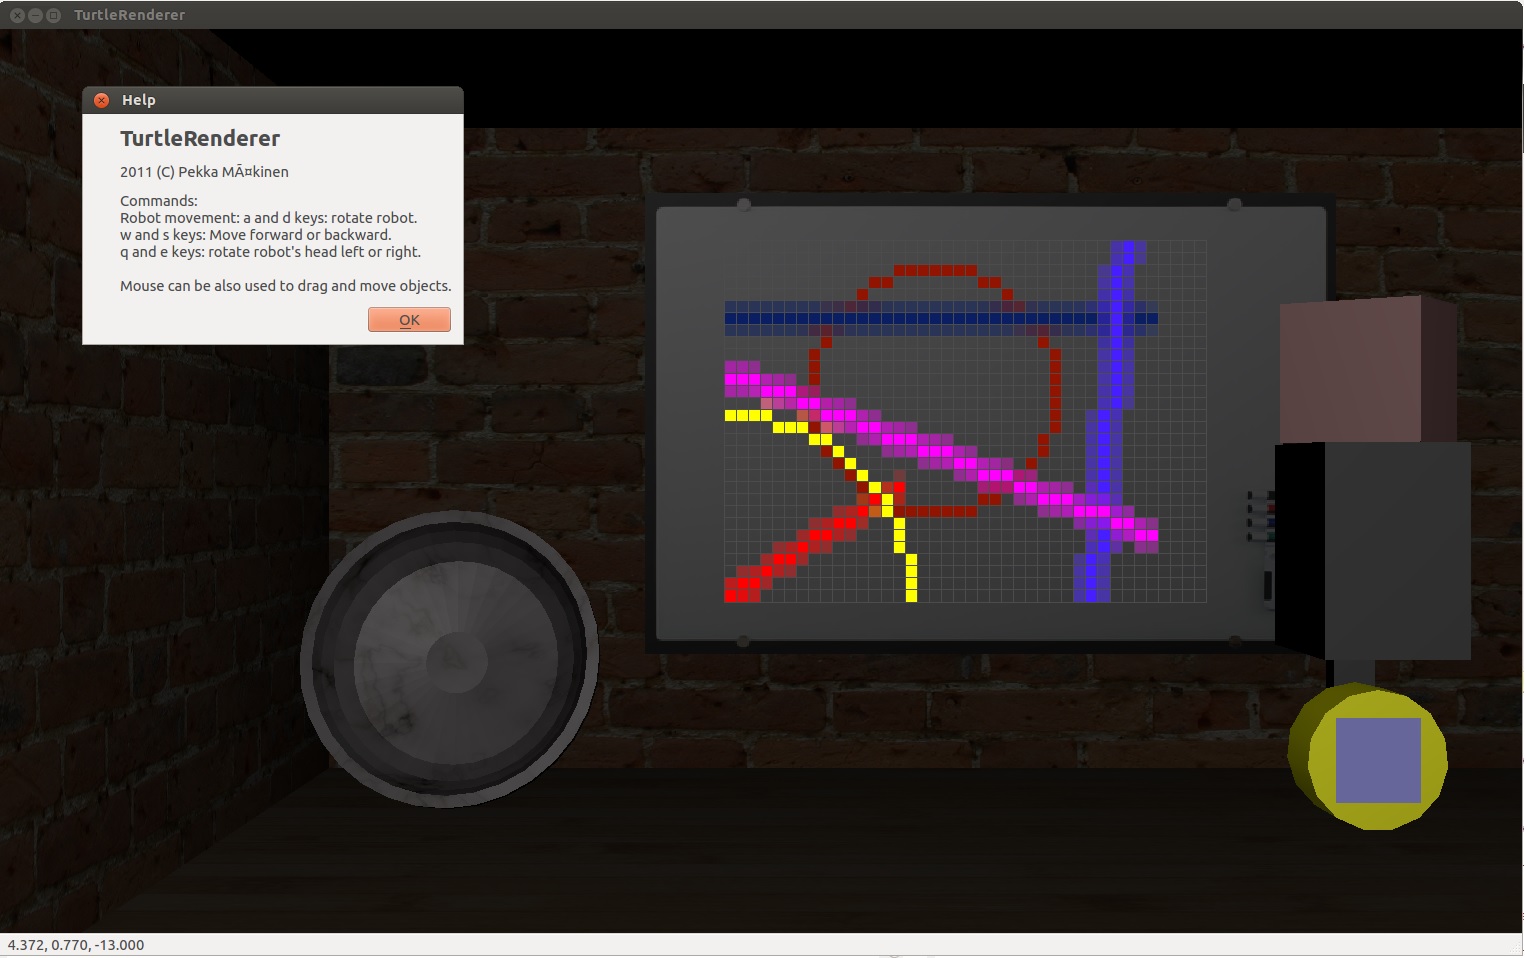 TurtleRenderer
Help
TurtleRenderer
2011 (C) Pekka MÃ¤kinen
Commands:
Robot movement: a and d keys: rotate robot.
w and s keys: Move forward or backward.
q and e keys: rotate robot's head left or right.
Mouse can be also used to drag and move objects.
OK
4.372, 0.770, -13.000